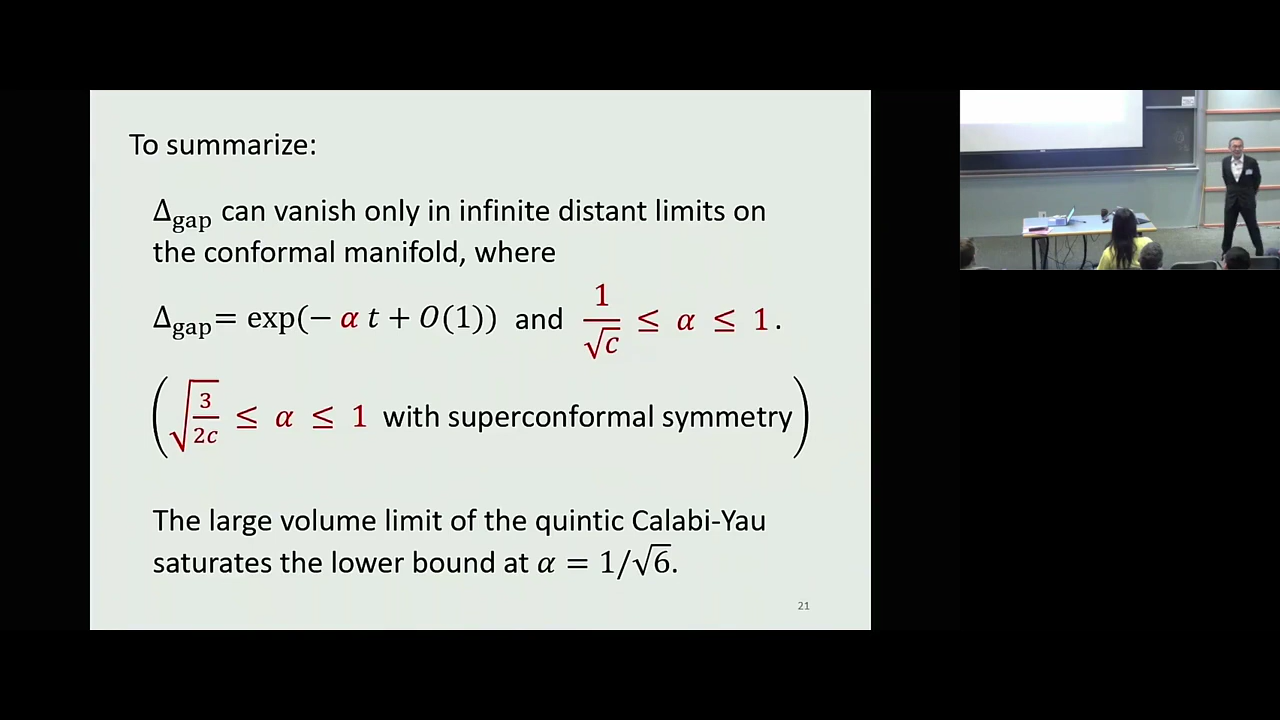 To summarize:
Δgap can vanish only in infinite distant limits on
the conformal manifold, where
Δgap= exp(− α t + O(1)) and 1/√c ≤ α ≤ 1.
(√(3/2c) ≤ α ≤ 1 with superconformal symmetry)
The large volume limit of the quintic Calabi-Yau
saturates the lower bound at α = 1/√6.
21